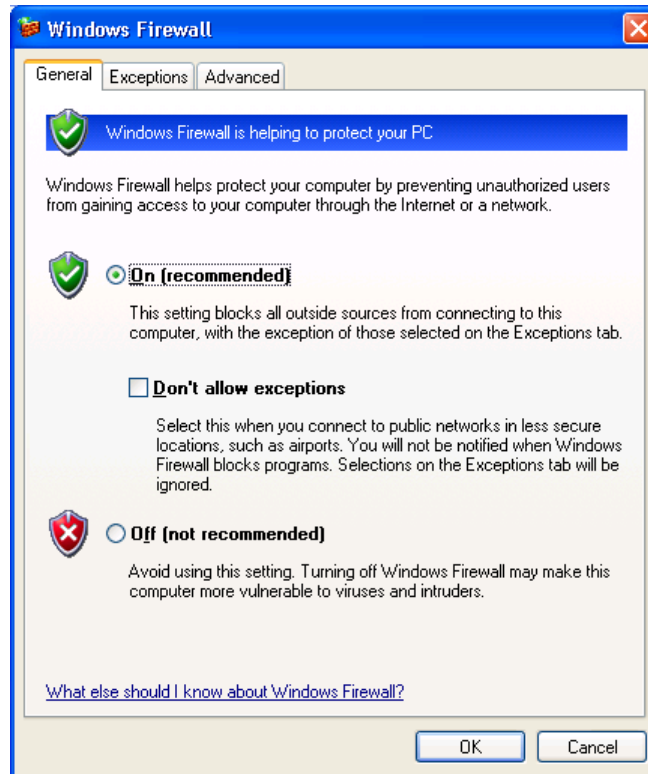 Windows Firewall
General Exceptions Advanced
Windows Firewall is helping to protect your PC
Windows Firewall helps protect your computer by preventing unauthorized users
from gaining access to your computer through the Internet or a network.
On (recommended)
This setting blocks all outside sources from connecting to this
computer, with the exception of those selected on the Exceptions tab.
Don't allow exceptions
Select this when you connect to public networks in less secure
locations, such as airports. You will not be notified when Windows
Firewall blocks programs. Selections on the Exceptions tab will be
ignored.
Off (not recommended)
Avoid using this setting. Turning off Windows Firewall may make this
computer more vulnerable to viruses and intruders.
What else should I know about Windows Firewall?
OK Cancel